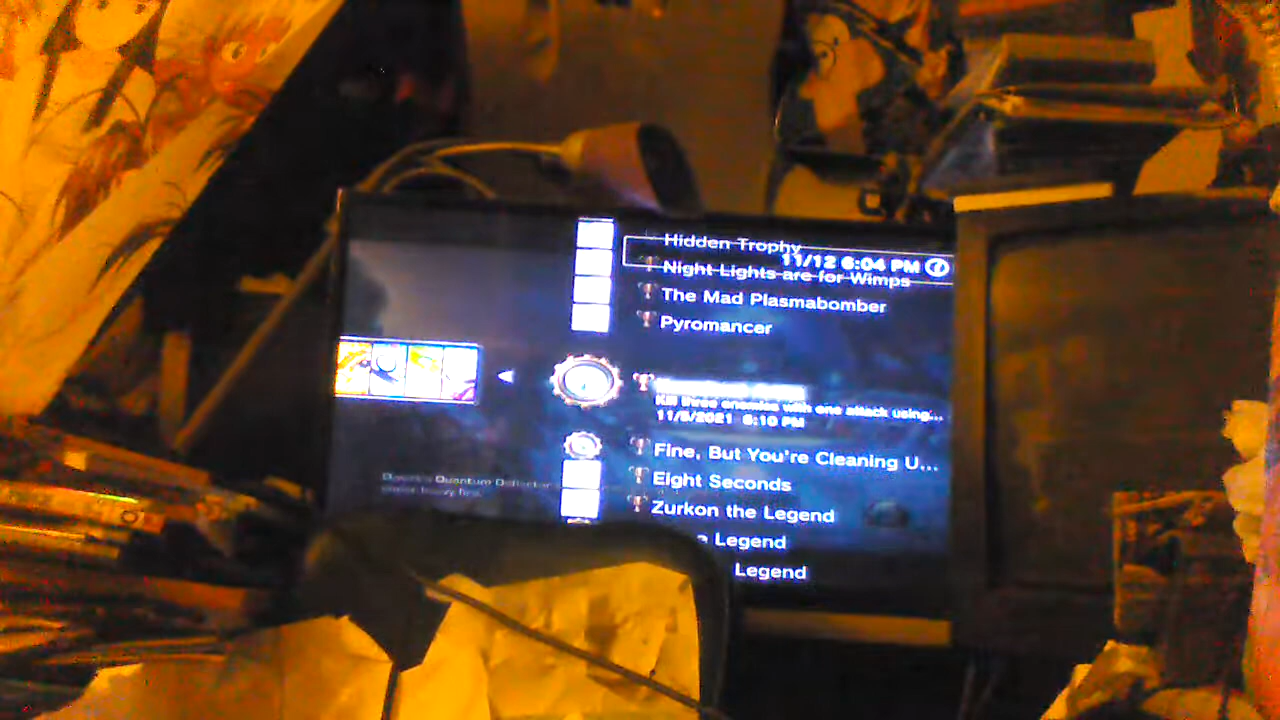 Hidden Trophy
11/12 6:04 PM
Night Lights are for Wimps
The Mad Plasmabomber
Pyromancer
Kill three enemies with one attack using...
11/5/2021 6:10 PM
Fine, But You're Cleaning U...
Eight Seconds
Quantum Deflector
Zurkon the Legend
Legend
Legend